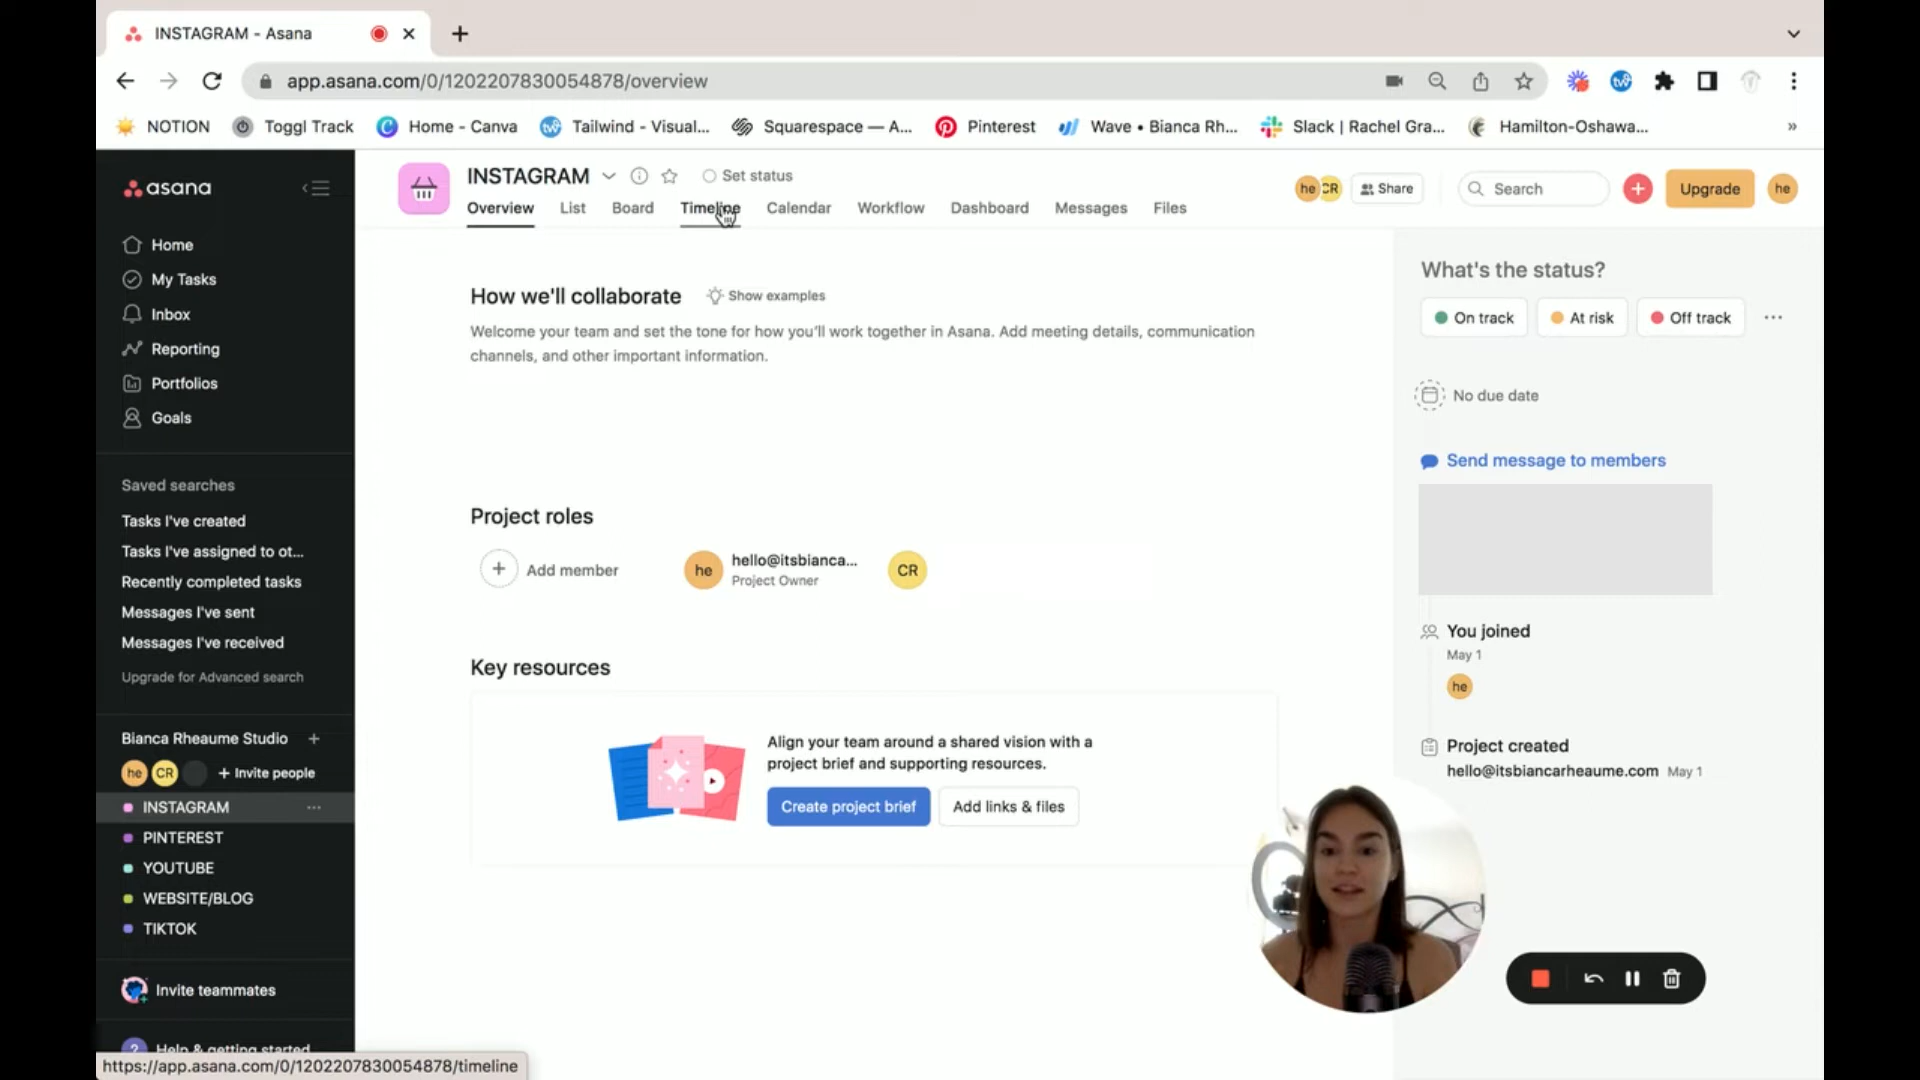 INSTAGRAM - Asana
app.asana.com/0/1202207830054878/overview
NOTION
Toggl Track
Home - Canva
Tailwind - Visual...
Squarespace — A...
Pinterest
Wave • Bianca Rh...
Slack | Rachel Gra...
Hamilton-Oshawa...
»
asana
Home
My Tasks
Inbox
Reporting
Portfolios
Goals
Saved searches
Tasks I've created
Tasks I've assigned to ot...
Recently completed tasks
Messages I've sent
Messages I've received
Upgrade for Advanced search
Bianca Rheaume Studio +
he CR + Invite people
INSTAGRAM
PINTEREST
YOUTUBE
WEBSITE/BLOG
TIKTOK
Invite teammates
? Help & getting started
https://app.asana.com/0/1202207830054878/timeline
INSTAGRAM
Set status
Overview
List
Board
Timeline
Calendar
Workflow
Dashboard
Messages
Files
he CR
Share
Search
Upgrade
he
How we'll collaborate
Show examples
Welcome your team and set the tone for how you'll work together in Asana. Add meeting details, communication
channels, and other important information.
Project roles
Add member
he
hello@itsbianca...
Project Owner
CR
Key resources
Align your team around a shared vision with a
project brief and supporting resources.
Create project brief
Add links & files
What's the status?
On track
At risk
Off track
No due date
Send message to members
You joined
May 1
he
Project created
hello@itsbiancarheaume.com May 1